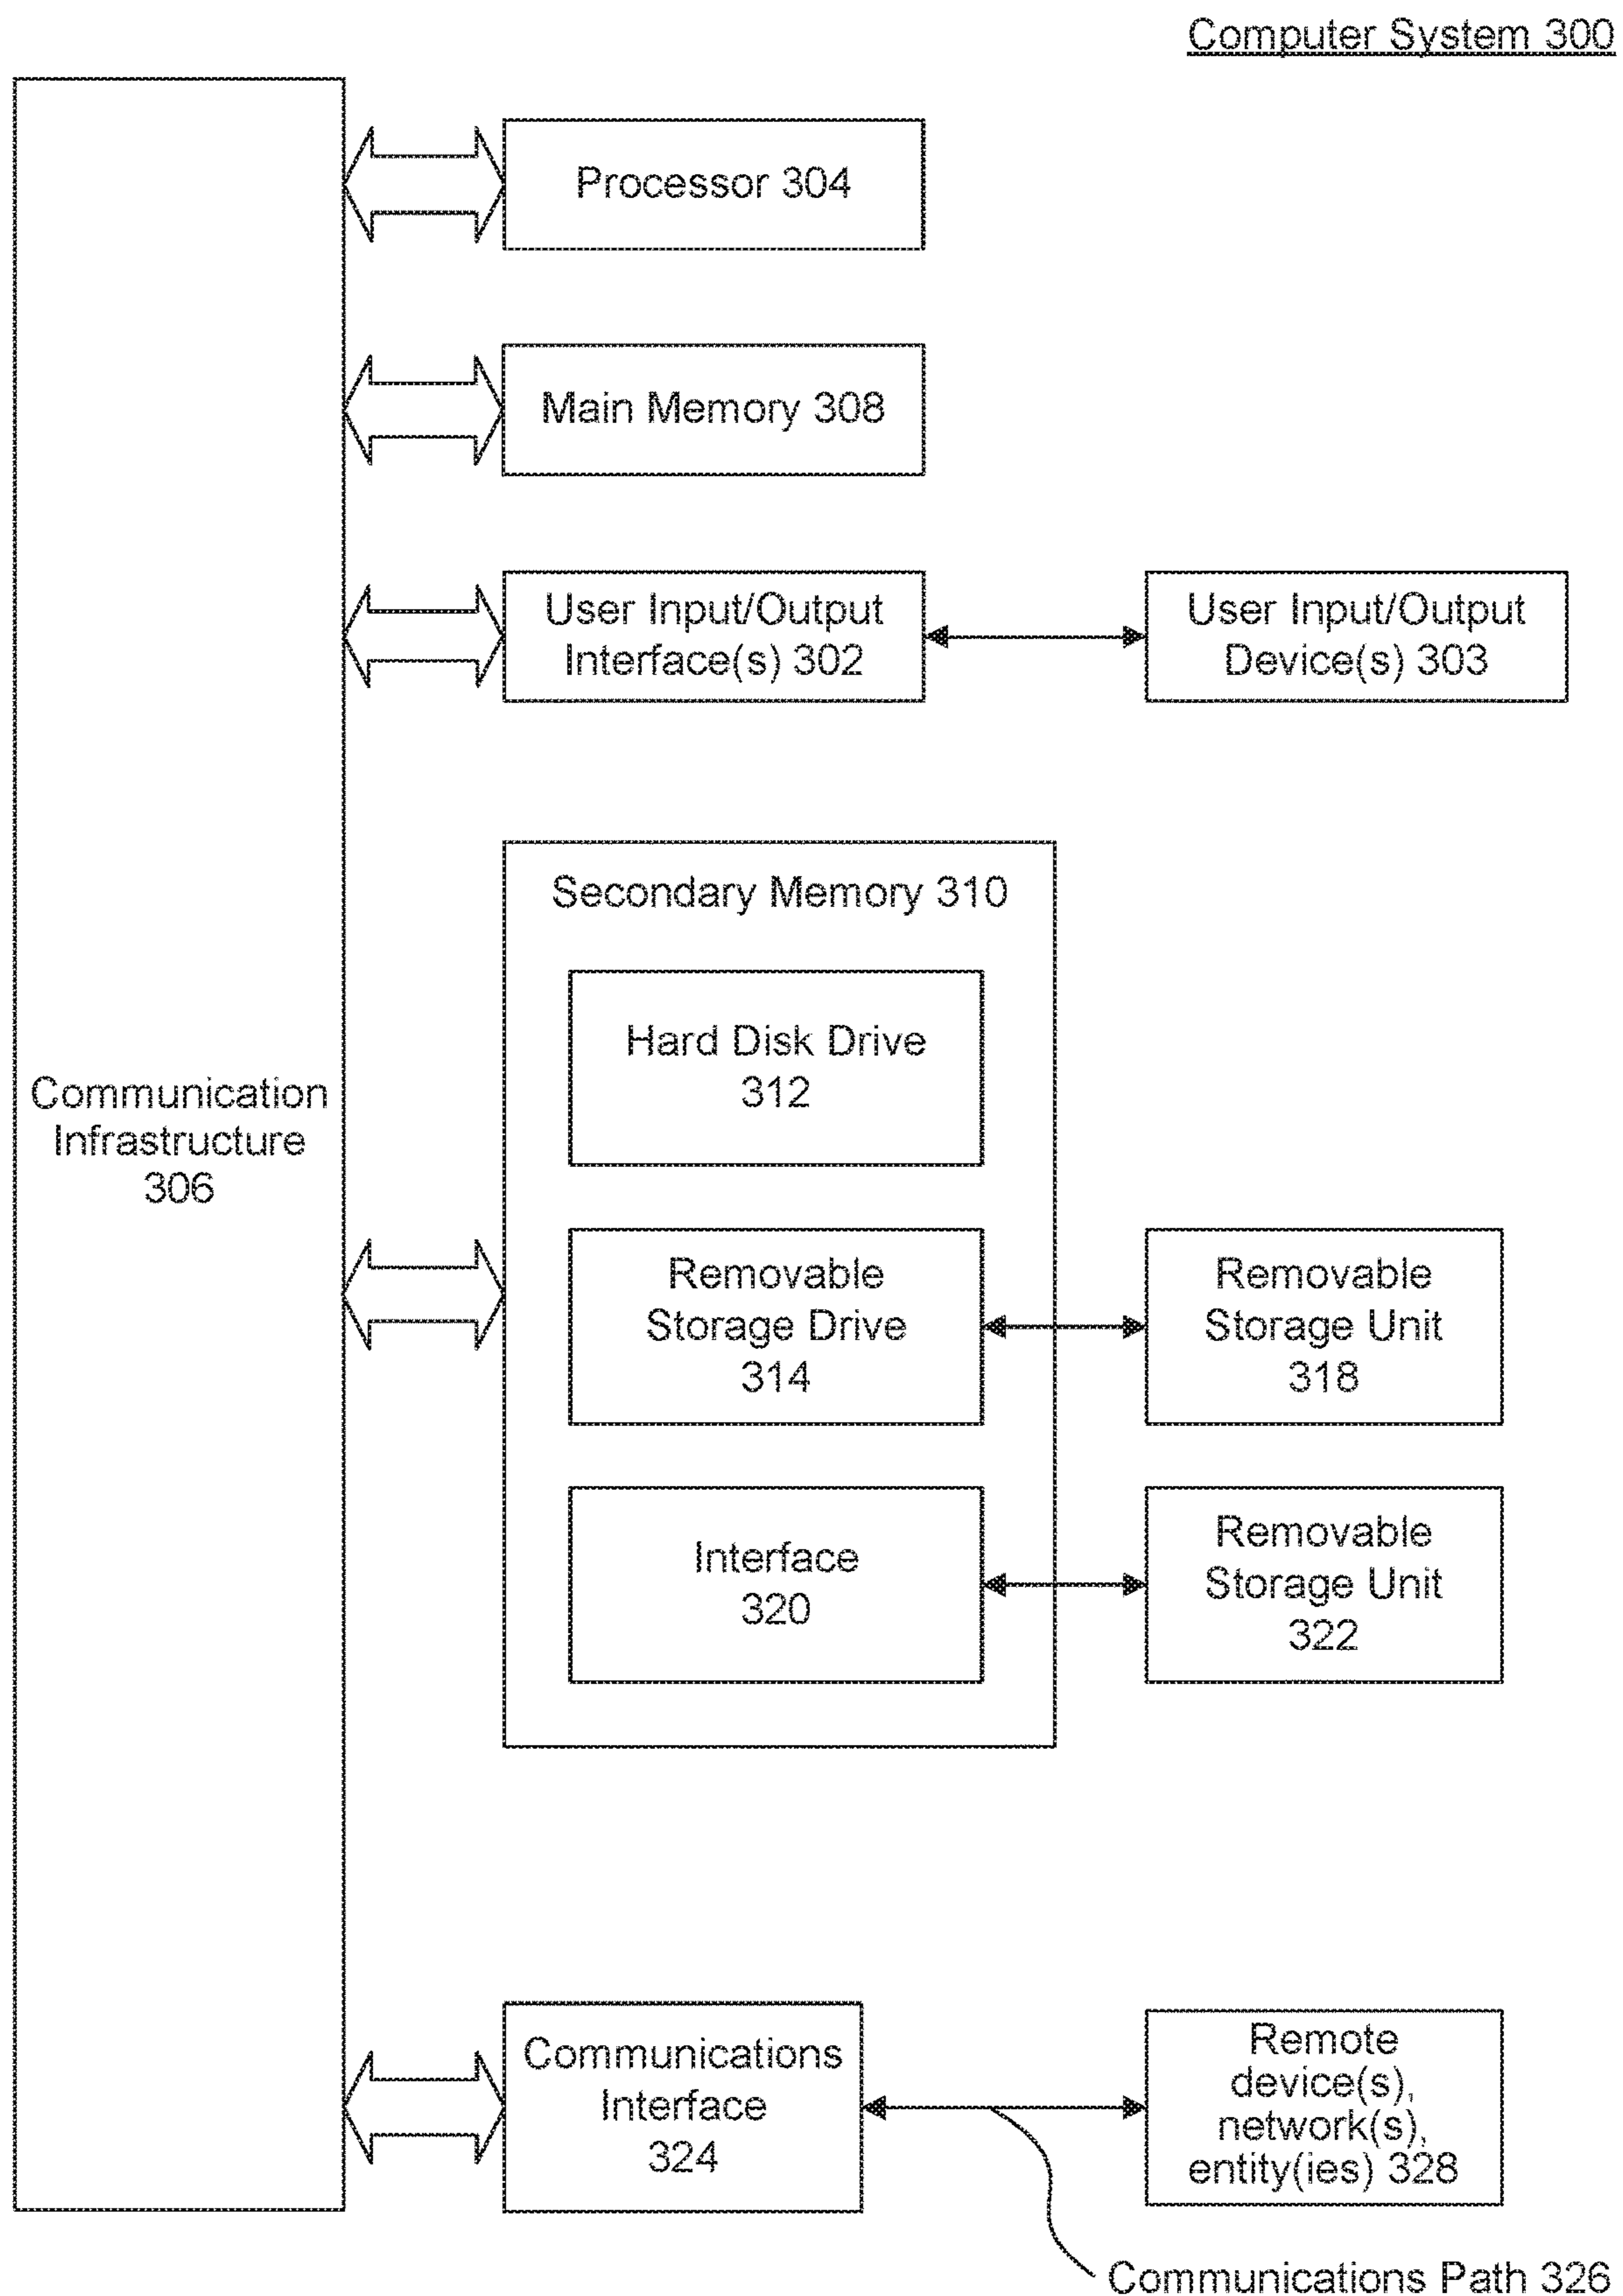 Computer System 300
Processor 304
Main Memory 308
User Input/Output
Interface(s) 302
User Input/Output
Device(s) 303
Secondary Memory 310
Hard Disk Drive
312
Communication
Infrastructure
306
Removable
Storage Drive
314
Removable
Storage Unit
318
Interface
320
Removable
Storage Unit
322
Communications
Interface
324
Remote
device(s),
network(s),
entity(ies) 328
Communications Path 326